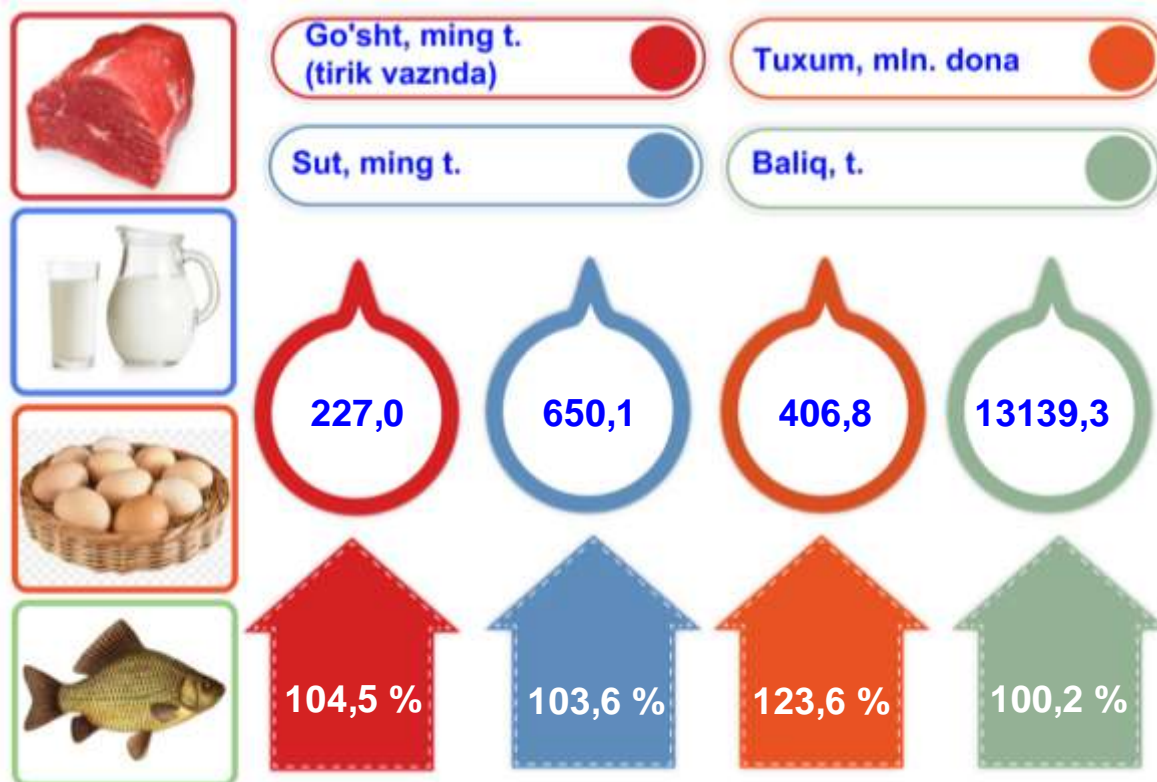 Go'sht, ming t.
(tirik vaznda)
Tuxum, mln. dona
Sut, ming t.
Baliq, t.
227,0
650,1
406,8
13139,3
104,5 %
103,6 %
123,6 %
100,2 %